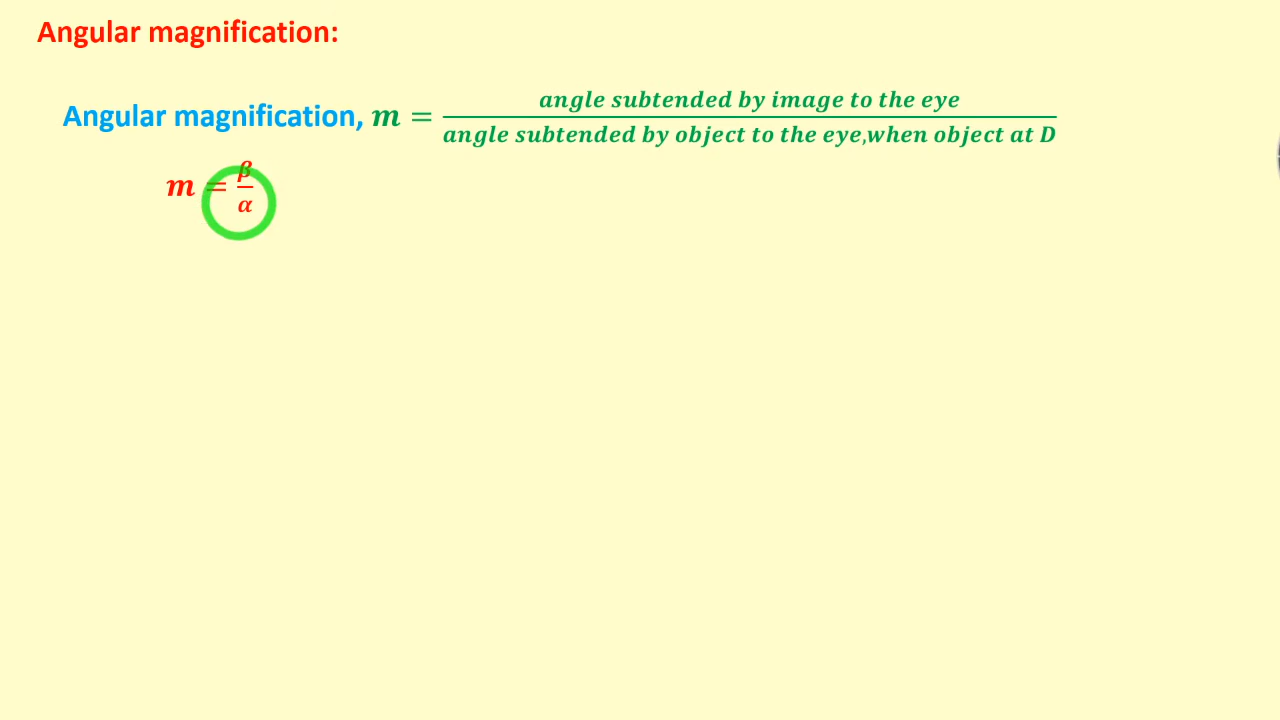 Angular magnification:
Angular magnification, m = angle subtended by image to the eye / angle subtended by object to the eye,when object at D
m = β / α